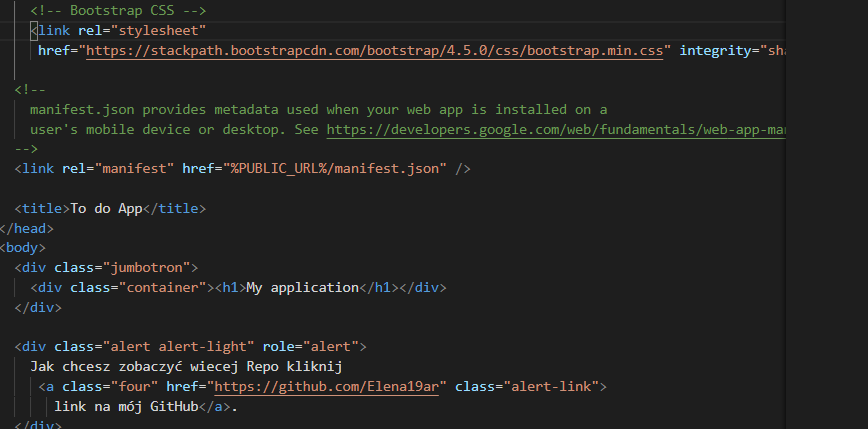 <!-- Bootstrap CSS -->
<link rel="stylesheet"
href="https://stackpath.bootstrapcdn.com/bootstrap/4.5.0/css/bootstrap.min.css" integrity="sha
<!--
manifest.json provides metadata used when your web app is installed on a
user's mobile device or desktop. See https://developers.google.com/web/fundamentals/web-app-ma
-->
<link rel="manifest" href="%PUBLIC_URL%/manifest.json" />
<title>To do App</title>
</head>
<body>
<div class="jumbotron">
<div class="container"><h1>My application</h1></div>
</div>
<div class="alert alert-light" role="alert">
Jak chcesz zobaczyć wiecej Repo kliknij
<a class="four" href="https://github.com/Elena19ar" class="alert-link">
link na mój GitHub</a>.
</div>